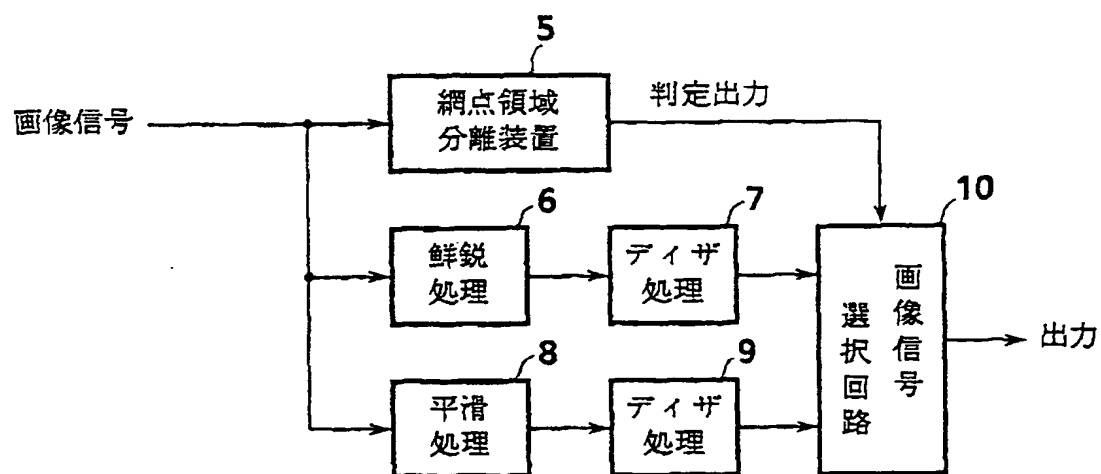 5
画像信号
網点領域
分離装置
判定出力
6
鮮鋭
処理
7
ディザ
処理
10
画像信号
選択回路
出力
8
平滑
処理
9
ディザ
処理